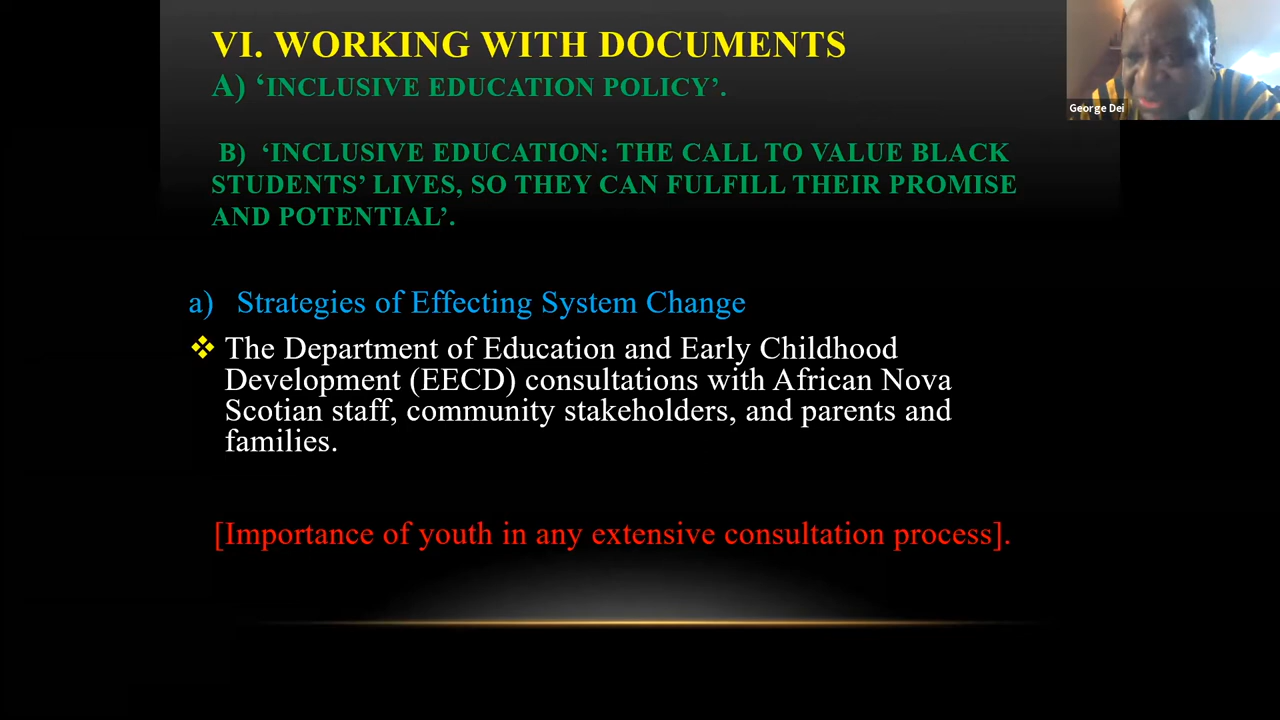 VI. WORKING WITH DOCUMENTS
A) ‘INCLUSIVE EDUCATION POLICY’.
George Dei
B) ‘INCLUSIVE EDUCATION: THE CALL TO VALUE BLACK
STUDENTS’ LIVES, SO THEY CAN FULFILL THEIR PROMISE
AND POTENTIAL’.
a) Strategies of Effecting System Change
❖ The Department of Education and Early Childhood
Development (EECD) consultations with African Nova
Scotian staff, community stakeholders, and parents and
families.
[Importance of youth in any extensive consultation process].